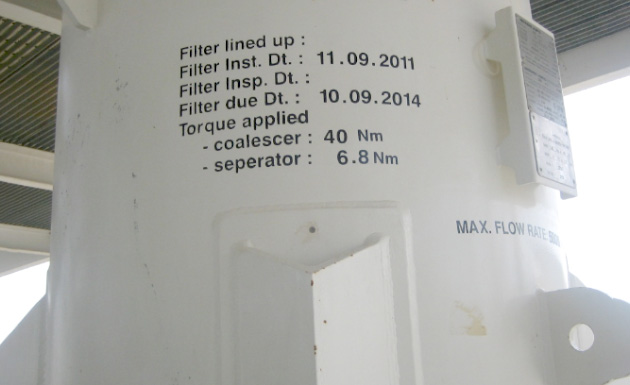 Filter lined up :
Filter Inst. Dt. : 11.09.2011
Filter Insp. Dt. :
Filter due Dt. : 10.09.2014
Torque applied
- coalescer : 40 Nm
- seperator : 6.8 Nm
MAX. FLOW RATE